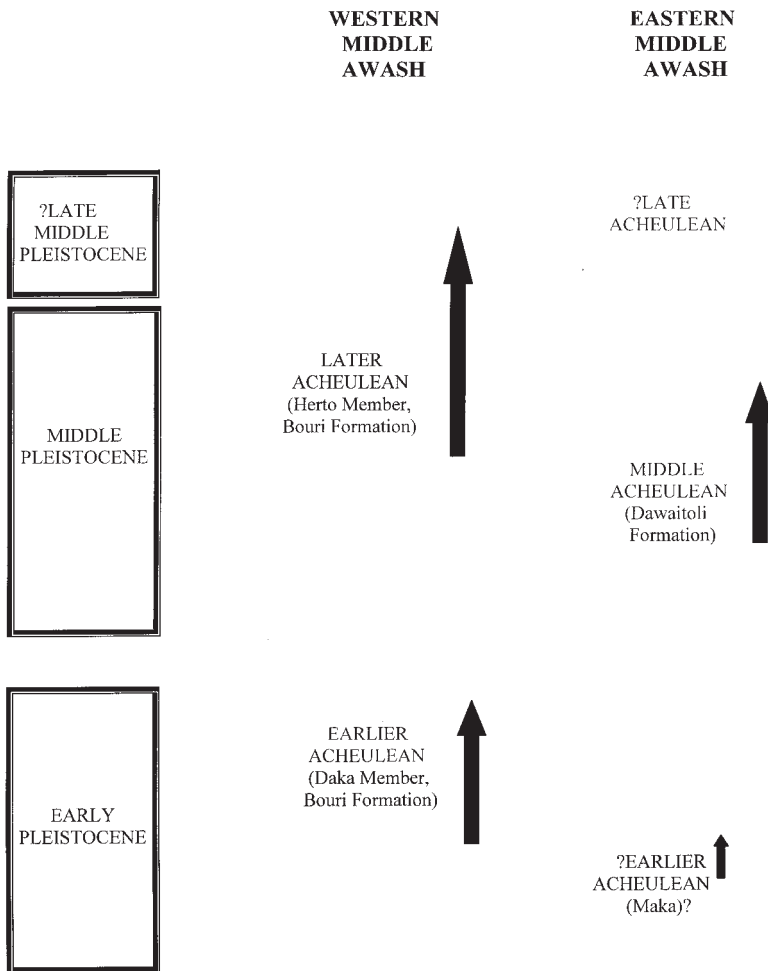 WESTERN
MIDDLE
AWASH
EASTERN
MIDDLE
AWASH
?LATE
MIDDLE
PLEISTOCENE
?LATE
ACHEULEAN
LATER
ACHEULEAN
(Herto Member,
Bouri Formation)
MIDDLE
PLEISTOCENE
MIDDLE
ACHEULEAN
(Dawaitoli
Formation)
EARLIER
ACHEULEAN
(Daka Member,
Bouri Formation)
EARLY
PLEISTOCENE
?EARLIER
ACHEULEAN
(Maka)?